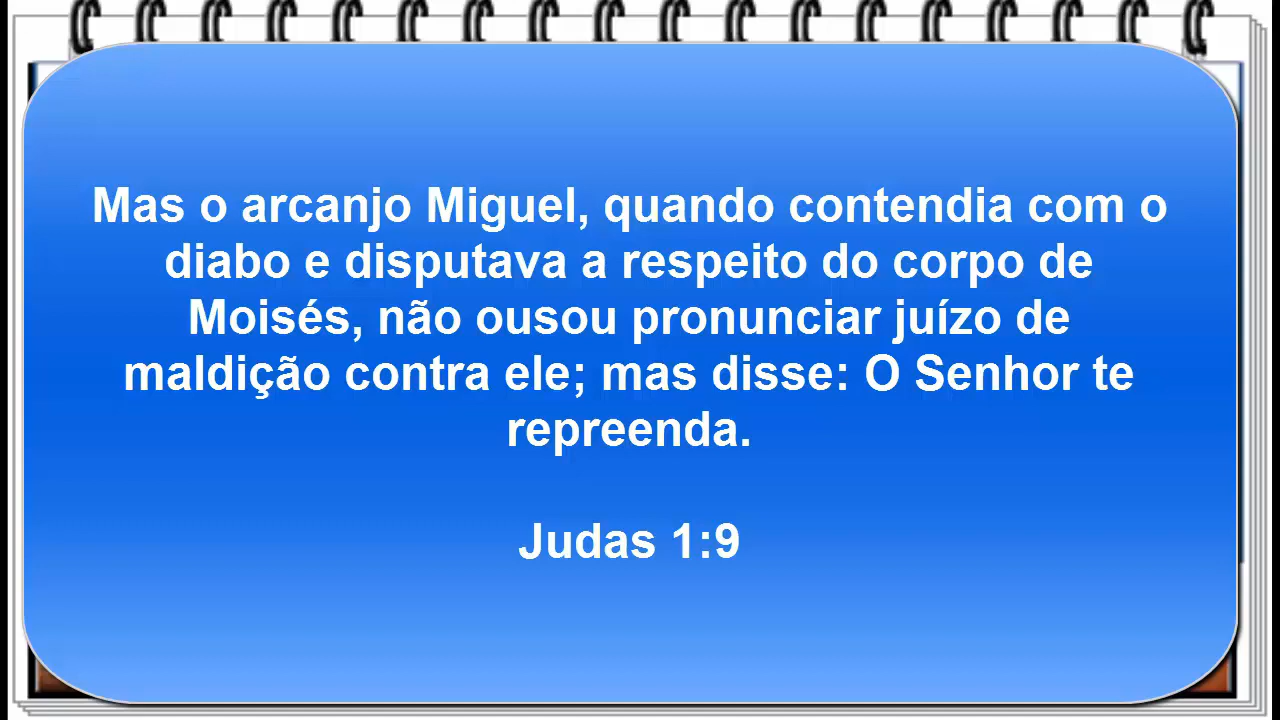 Mas o arcanjo Miguel, quando contendia com o
diabo e disputava a respeito do corpo de
Moisés, não ousou pronunciar juízo de
maldição contra ele; mas disse: O Senhor te
repreenda.
Judas 1:9